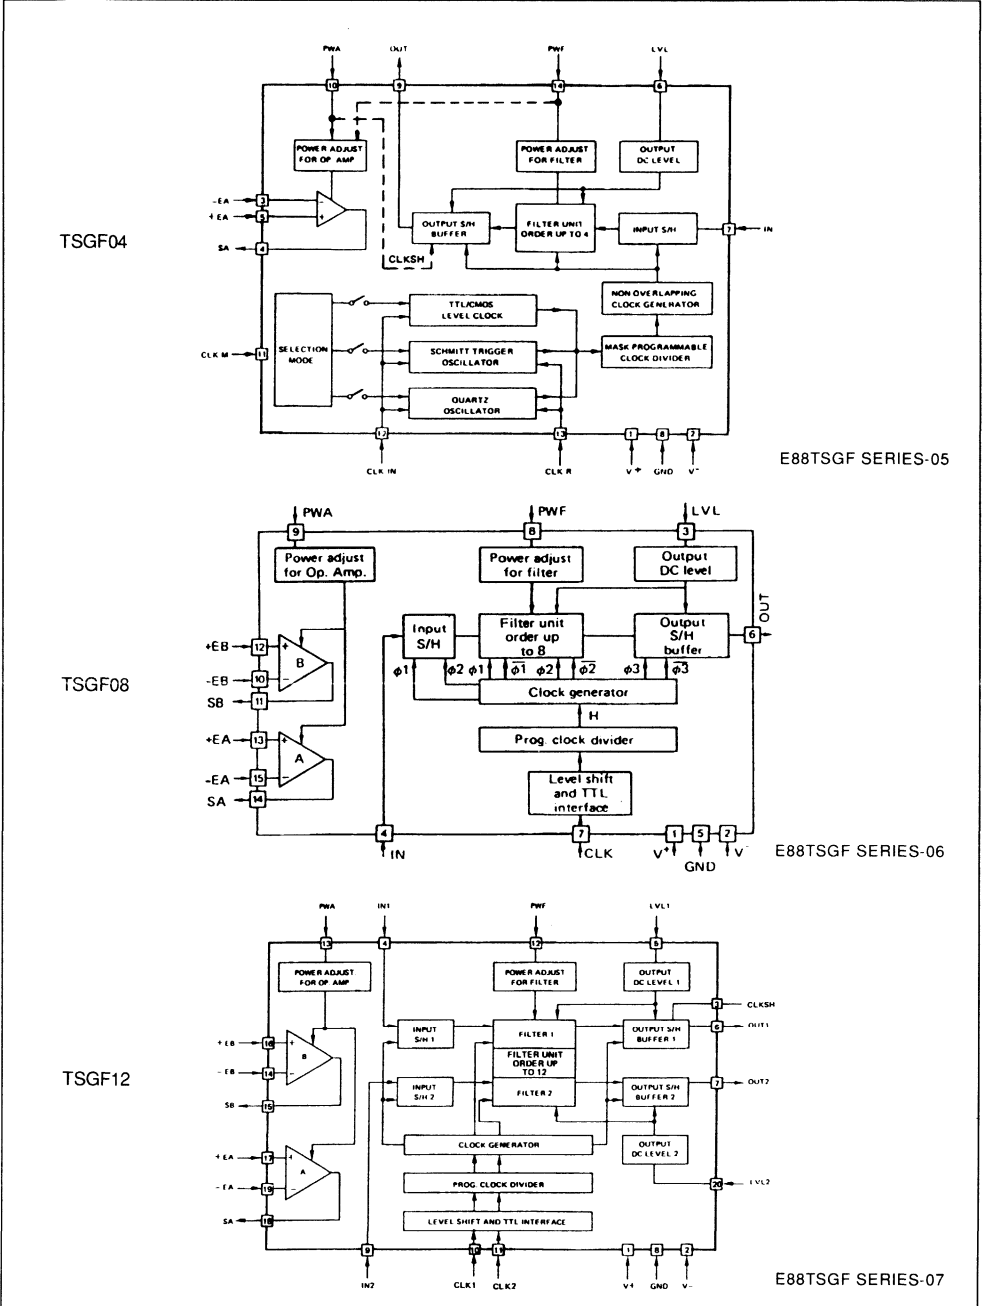 PWA OUT PWF LVL
10 9 14 6
POWER ADJUST
FOR OP. AMP
POWER ADJUST
FOR FILTER
OUTPUT
DC LEVEL
-EA 3 -
+EA 5 +
SA 4
TSGF04
OUTPUT S/H
BUFFER
FILTER UNIT
ORDER UP TO 4
INPUT S/H
7 IN
CLKSH
NON OVERLAPPING
CLOCK GENERATOR
TTL/CMOS
LEVEL CLOCK
SELECTION
MODE
SCHMITT TRIGGER
OSCILLATOR
MASK PROGRAMMABLE
CLOCK DIVIDER
CLK M 11
QUARTZ
OSCILLATOR
12 13 1 8 2
CLK IN CLK R V+ GND V-
E88TSGF SERIES-05
PWA PWF LVL
9 8 3
Power adjust
for Op. Amp.
Power adjust
for filter
Output
DC level
+EB 12 +
B
-EB 10 -
SB 11
TSGF08
Input
S/H
Filter unit
order up
to 8
Output
S/H
buffer
6 OUT
ϕ1 ϕ2 ϕ1 ϕ1̅ ϕ2 ϕ2̅ ϕ3 ϕ3̅
Clock generator
H
+EA 13 +
A
-EA 15 -
SA 14
Prog. clock divider
Level shift
and TTL
interface
4 7 1 5 2
IN CLK V+ GND V-
E88TSGF SERIES-06
PWA IN1 PWF LVL1
13 4 12 5
POWER ADJUST
FOR OP. AMP
POWER ADJUST
FOR FILTER
OUTPUT
DC LEVEL 1
3 CLKSH
INPUT
S/H 1
FILTER 1
OUTPUT S/H
BUFFER 1
6 OUT1
+EB 16 +
B
-EB 14 -
SB 15
TSGF12
FILTER UNIT
ORDER UP
TO 12
INPUT
S/H 2
FILTER 2
OUTPUT S/H
BUFFER 2
7 OUT2
CLOCK GENERATOR
OUTPUT
DC LEVEL 2
+EA 17 +
A
-EA 19 -
SA 18
PROG. CLOCK DIVIDER
20 LVL2
LEVEL SHIFT AND TTL INTERFACE
9 10 11 1 8 2
IN2 CLK1 CLK2 V+ GND V-
E88TSGF SERIES-07